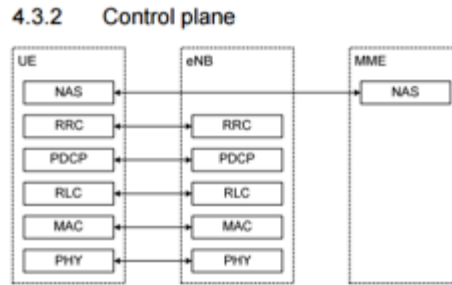 4.3.2 Control plane
UE eNB MME
NAS NAS
RRC RRC
PDCP PDCP
RLC RLC
MAC MAC
PHY PHY